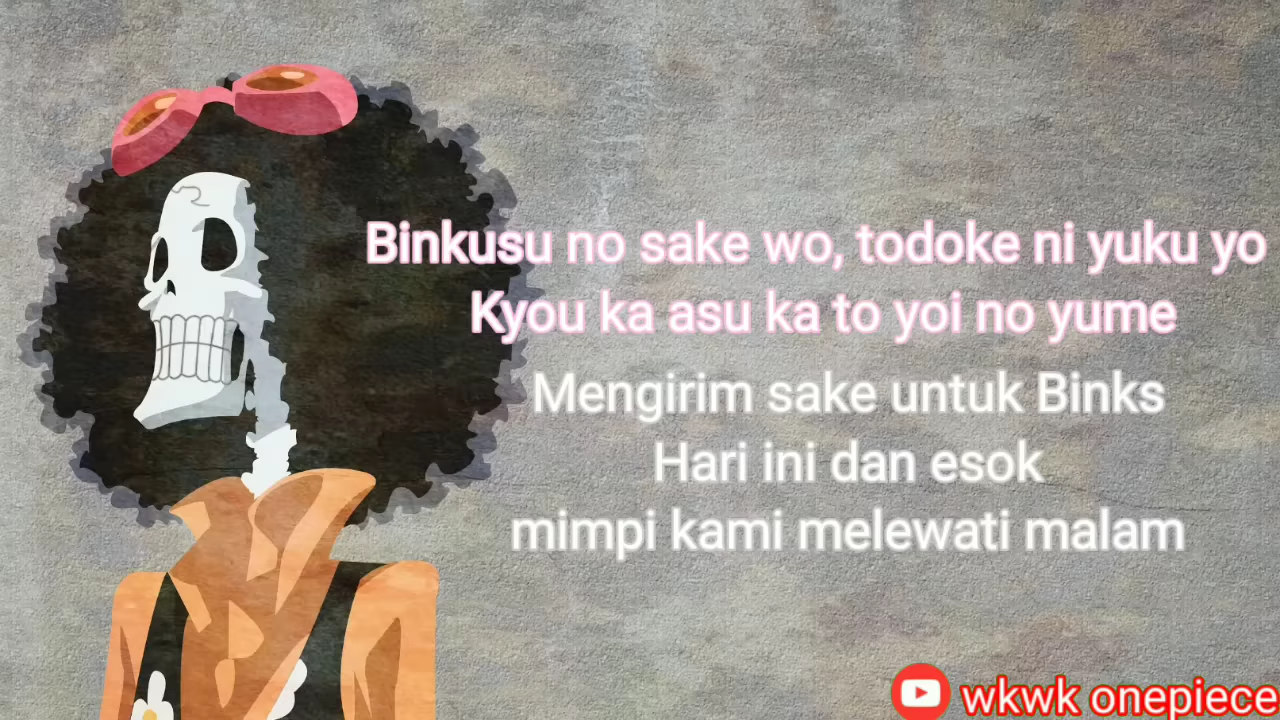 Binkusu no sake wo, todoke ni yuku yo
Kyou ka asu ka to yoi no yume
Mengirim sake untuk Binks
Hari ini dan esok
mimpi kami melewati malam
wkwk onepiece